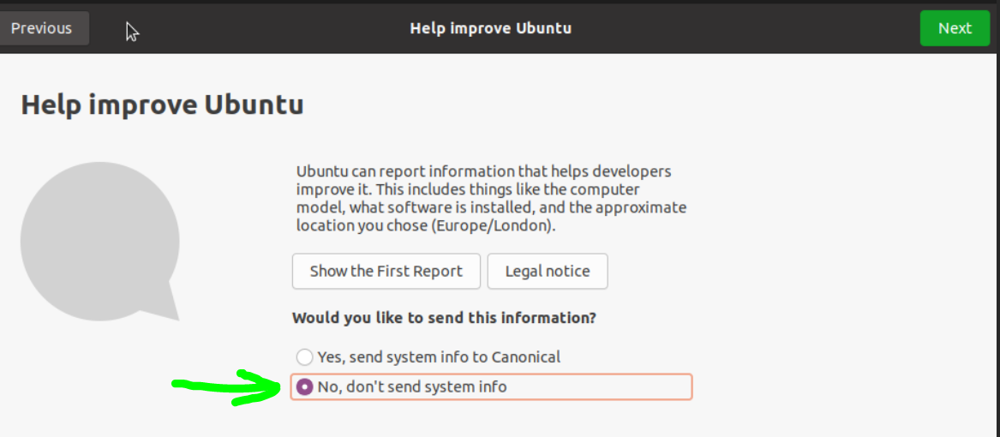 Previous
Help improve Ubuntu
Next
Help improve Ubuntu
Ubuntu can report information that helps developers
improve it. This includes things like the computer
model, what software is installed, and the approximate
location you chose (Europe/London).
Show the First Report
Legal notice
Would you like to send this information?
Yes, send system info to Canonical
No, don't send system info